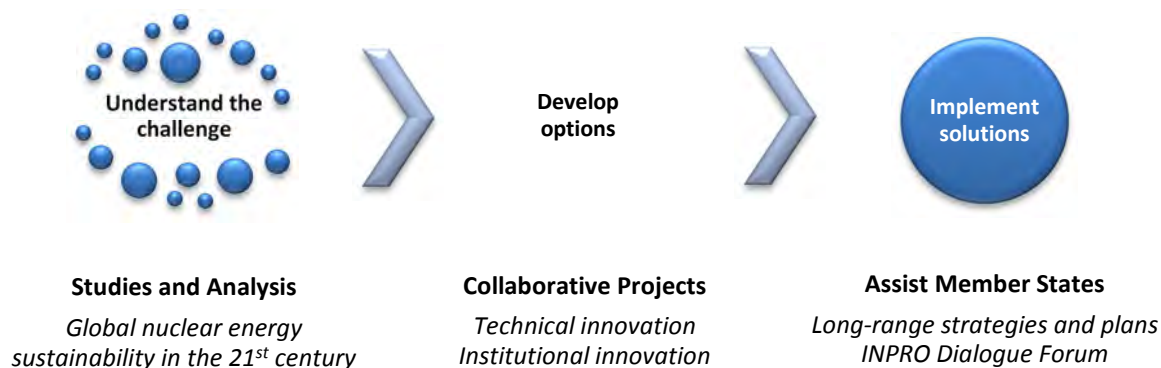 Understand the
challenge
Develop
options
Implement
solutions
Studies and Analysis
Global nuclear energy
sustainability in the 21st century
Collaborative Projects
Technical innovation
Institutional innovation
Assist Member States
Long-range strategies and plans
INPRO Dialogue Forum